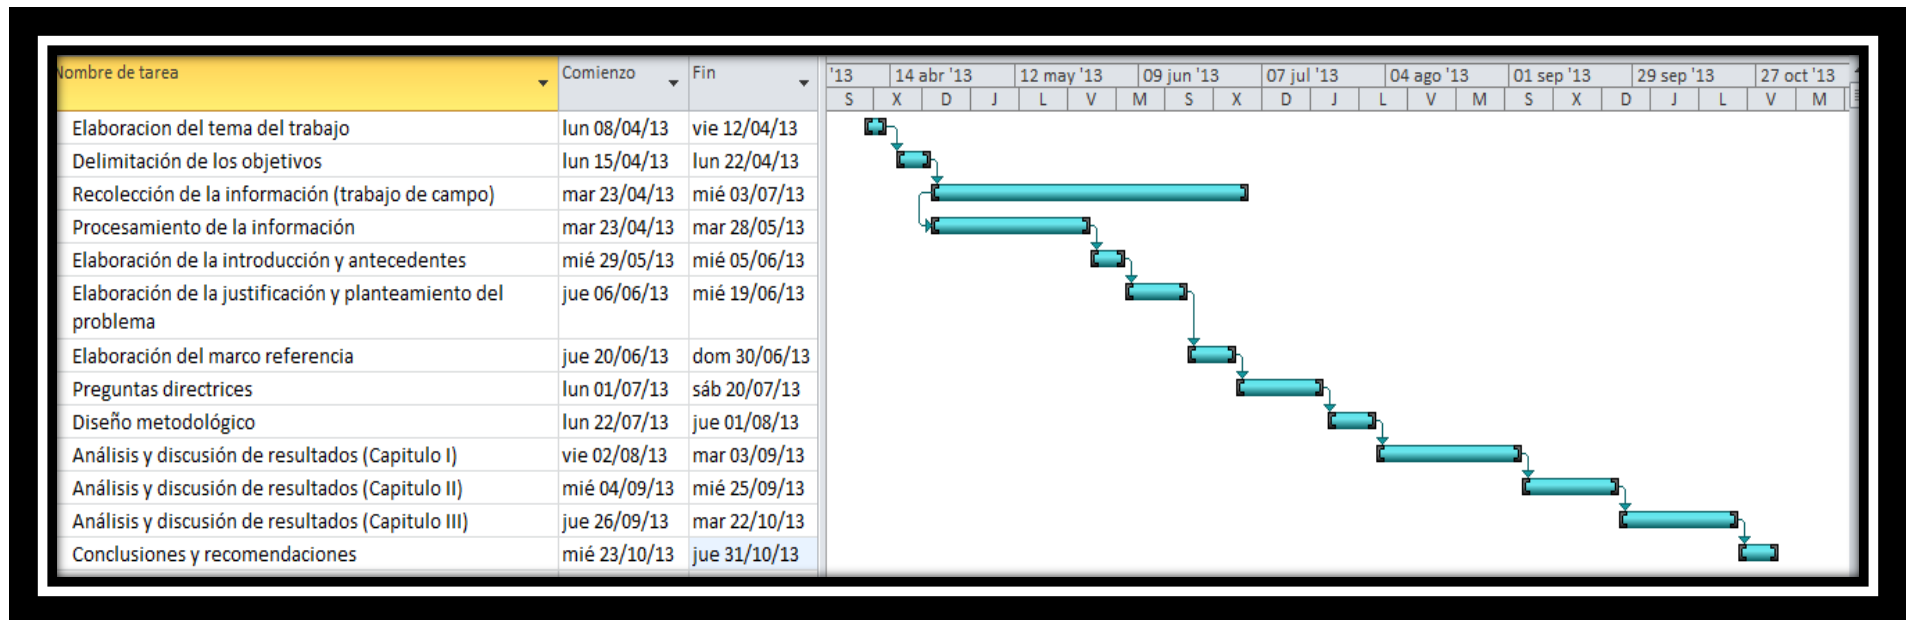 Nombre de tarea Comienzo Fin '13 14 abr '13 12 may '13 09 jun '13 07 jul '13 04 ago '13 01 sep '13 29 sep '13 27 oct '13
S X D J L V M S X D J L V M S X D J L V M
Elaboracion del tema del trabajo lun 08/04/13 vie 12/04/13
Delimitación de los objetivos lun 15/04/13 lun 22/04/13
Recolección de la información (trabajo de campo) mar 23/04/13 mié 03/07/13
Procesamiento de la información mar 23/04/13 mar 28/05/13
Elaboración de la introducción y antecedentes mié 29/05/13 mié 05/06/13
Elaboración de la justificación y planteamiento del jue 06/06/13 mié 19/06/13
problema
Elaboración del marco referencia jue 20/06/13 dom 30/06/13
Preguntas directrices lun 01/07/13 sáb 20/07/13
Diseño metodológico lun 22/07/13 jue 01/08/13
Análisis y discusión de resultados (Capitulo I) vie 02/08/13 mar 03/09/13
Análisis y discusión de resultados (Capitulo II) mié 04/09/13 mié 25/09/13
Análisis y discusión de resultados (Capitulo III) jue 26/09/13 mar 22/10/13
Conclusiones y recomendaciones mié 23/10/13 jue 31/10/13